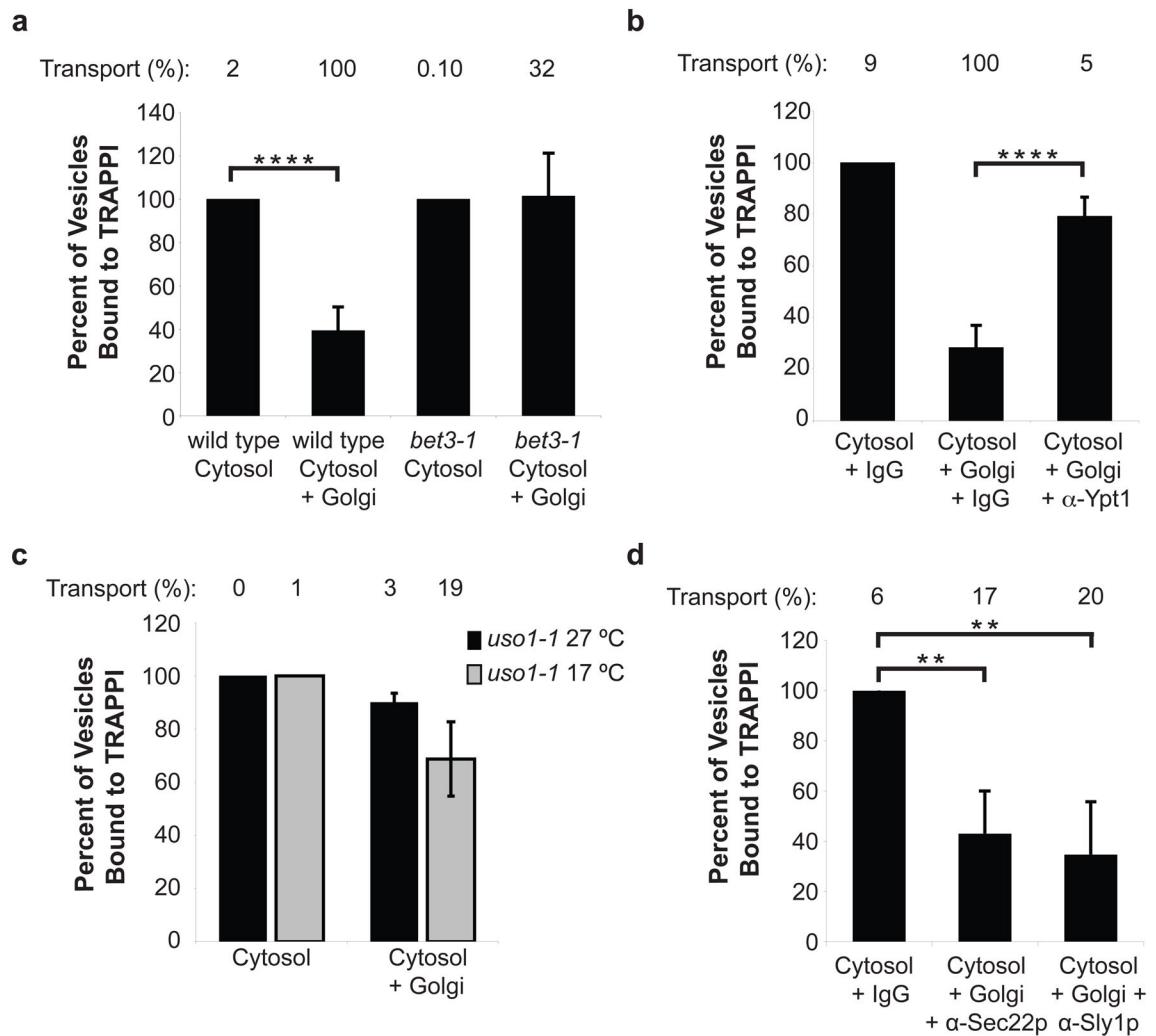 a
Transport (%): 2 100 0.10 32
Percent of Vesicles
Bound to TRAPPI
140
120
100
80
60
40
20
0
****
wild type
Cytosol
wild type
Cytosol
+ Golgi
bet3-1
Cytosol
bet3-1
Cytosol
+ Golgi
b
Transport (%): 9 100 5
Percent of Vesicles
Bound to TRAPPI
120
100
80
60
40
20
0
****
Cytosol
+ IgG
Cytosol
+ Golgi
+ IgG
Cytosol
+ Golgi
+ α-Ypt1
c
Transport (%): 0 1 3 19
Percent of Vesicles
Bound to TRAPPI
120
100
80
60
40
20
0
uso1-1 27 ºC
uso1-1 17 ºC
Cytosol
Cytosol
+ Golgi
d
Transport (%): 6 17 20
Percent of Vesicles
Bound to TRAPPI
120
100
80
60
40
20
0
**
**
Cytosol
+ IgG
Cytosol
+ Golgi
+ α-Sec22p
Cytosol
+ Golgi +
α-Sly1p